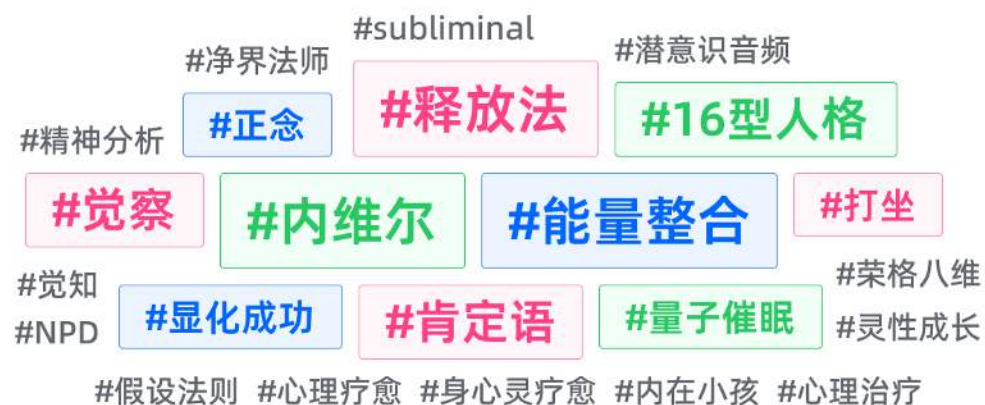 #subliminal
#净界法师
#潜意识音频
#正念
#释放法
#16型人格
#精神分析
#觉察
#内维尔
#能量整合
#打坐
#觉知
#荣格八维
#显化成功
#肯定语
#量子催眠
#NPD
#灵性成长
#假设法则 #心理疗愈 #身心灵疗愈 #内在小孩 #心理治疗